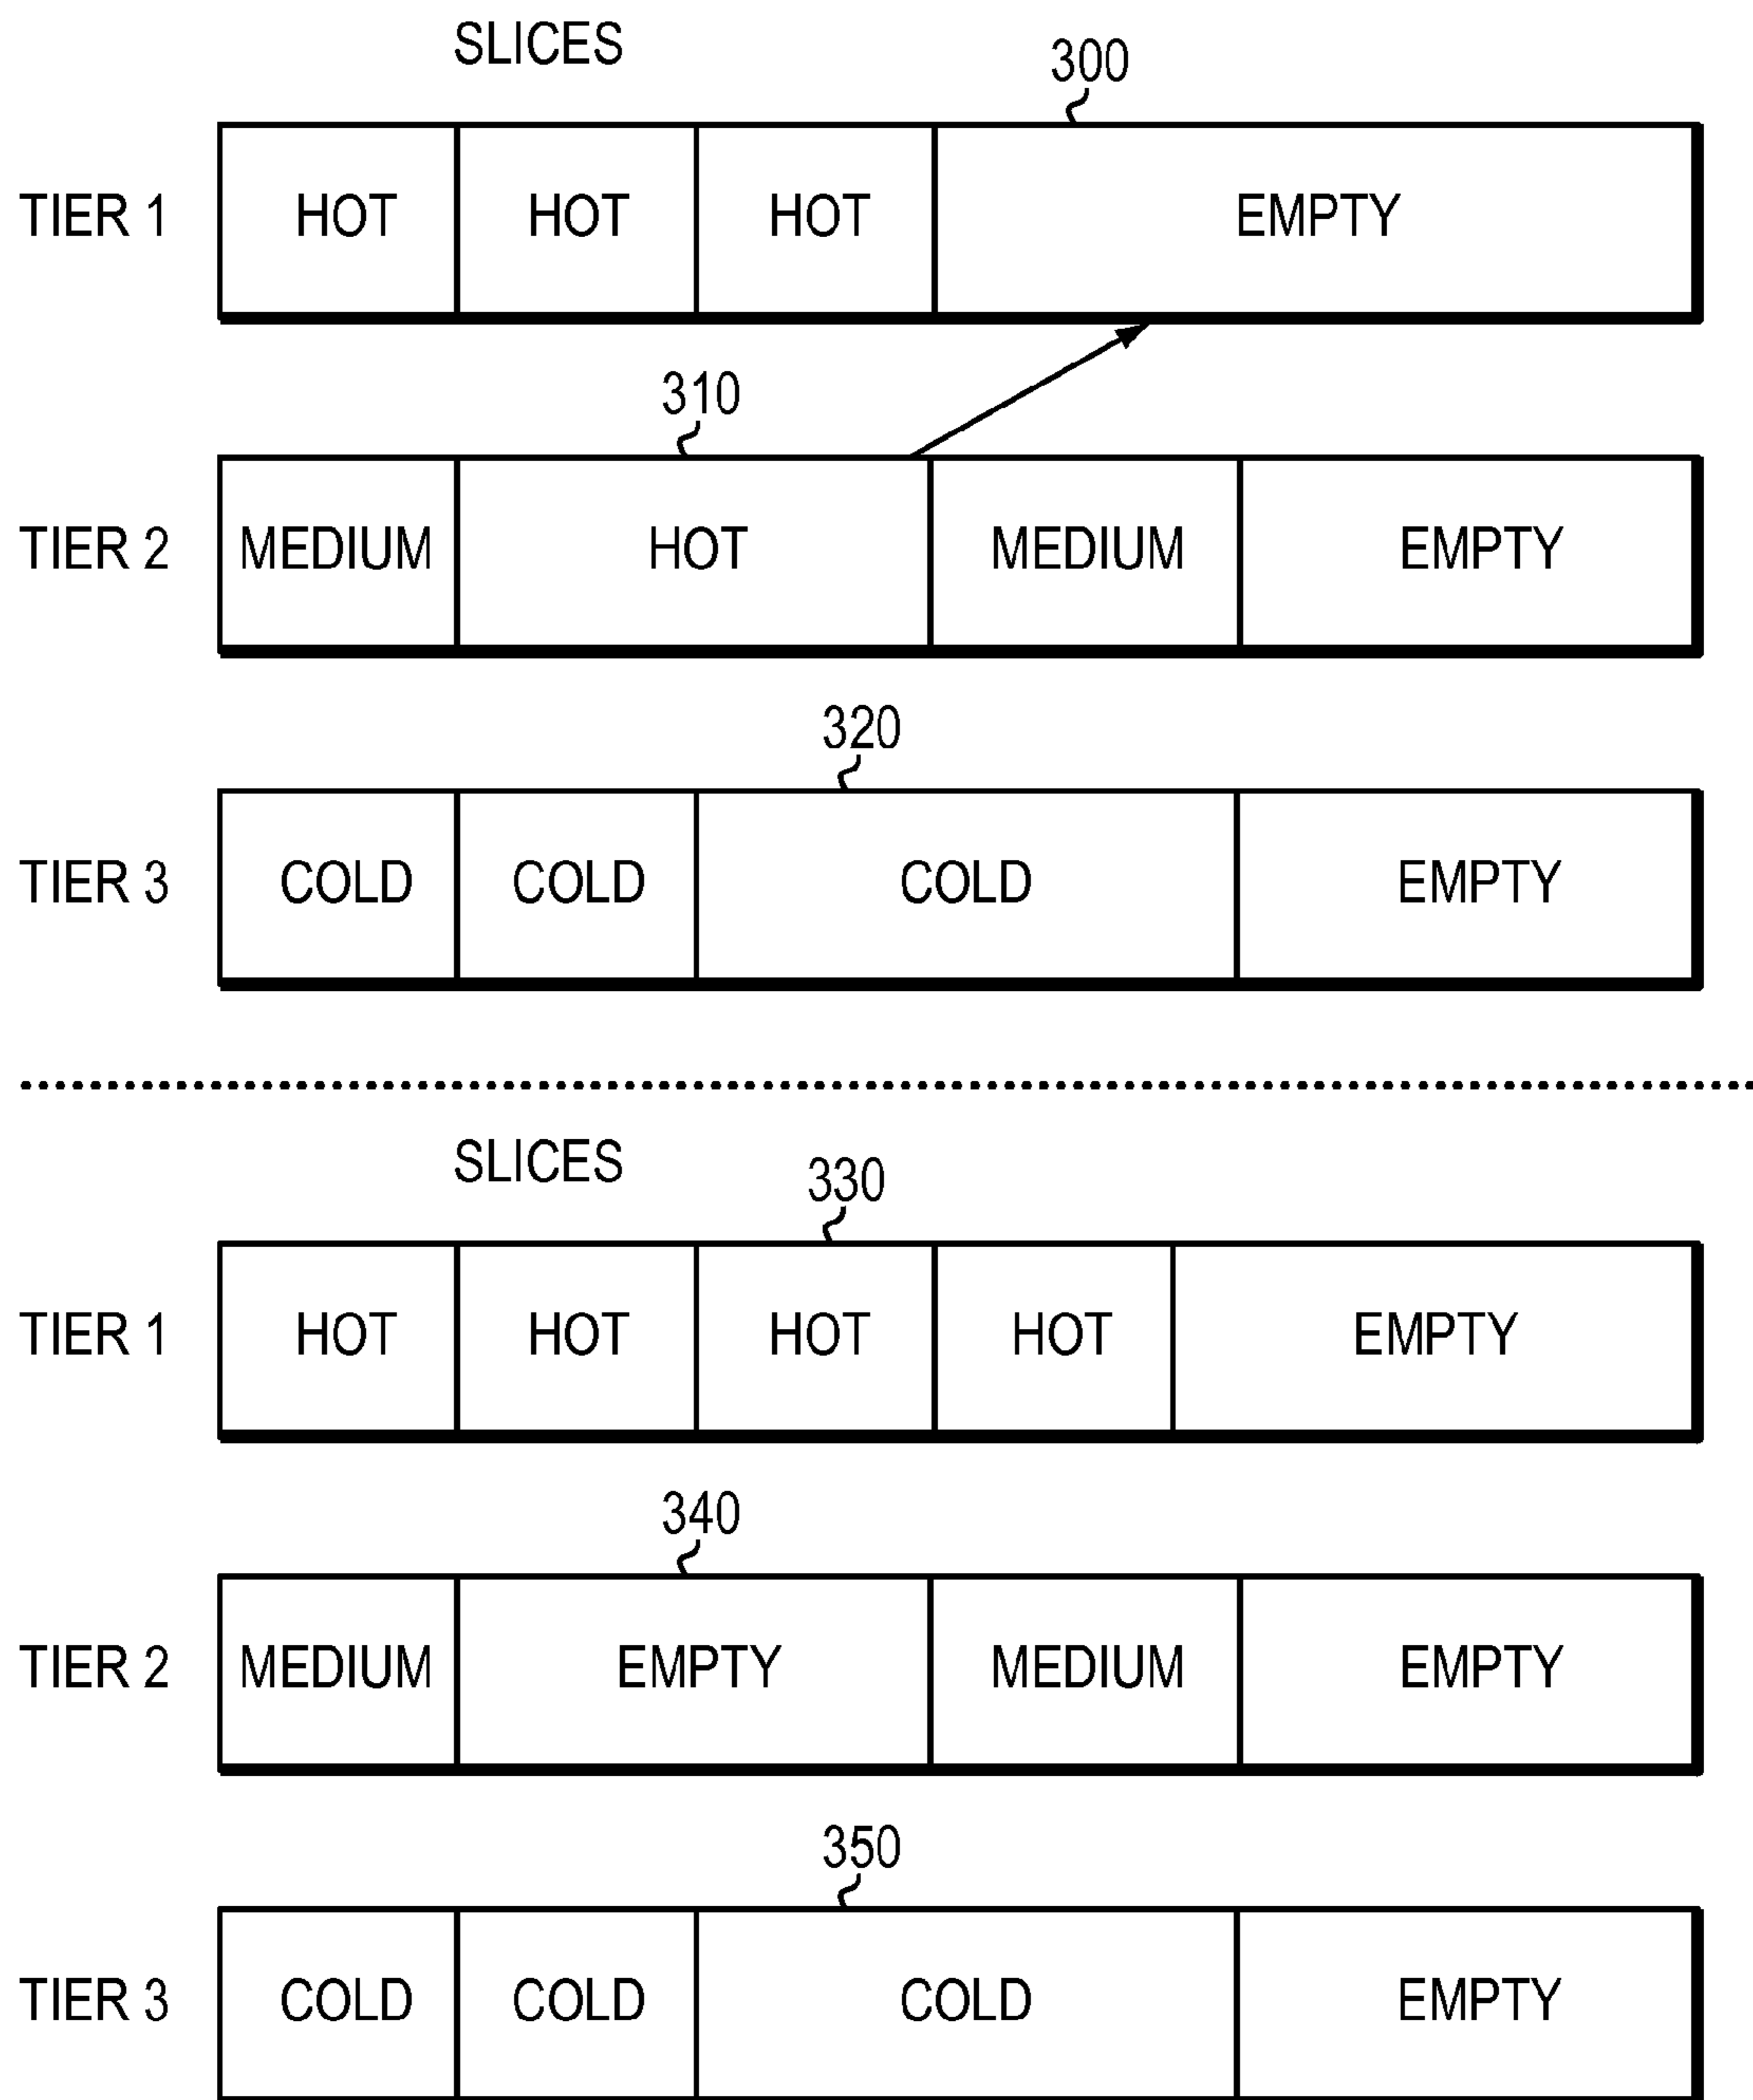 SLICES
300
TIER 1 HOT HOT HOT EMPTY
310
TIER 2 MEDIUM HOT MEDIUM EMPTY
320
TIER 3 COLD COLD COLD EMPTY
SLICES
330
TIER 1 HOT HOT HOT HOT EMPTY
340
TIER 2 MEDIUM EMPTY MEDIUM EMPTY
350
TIER 3 COLD COLD COLD EMPTY